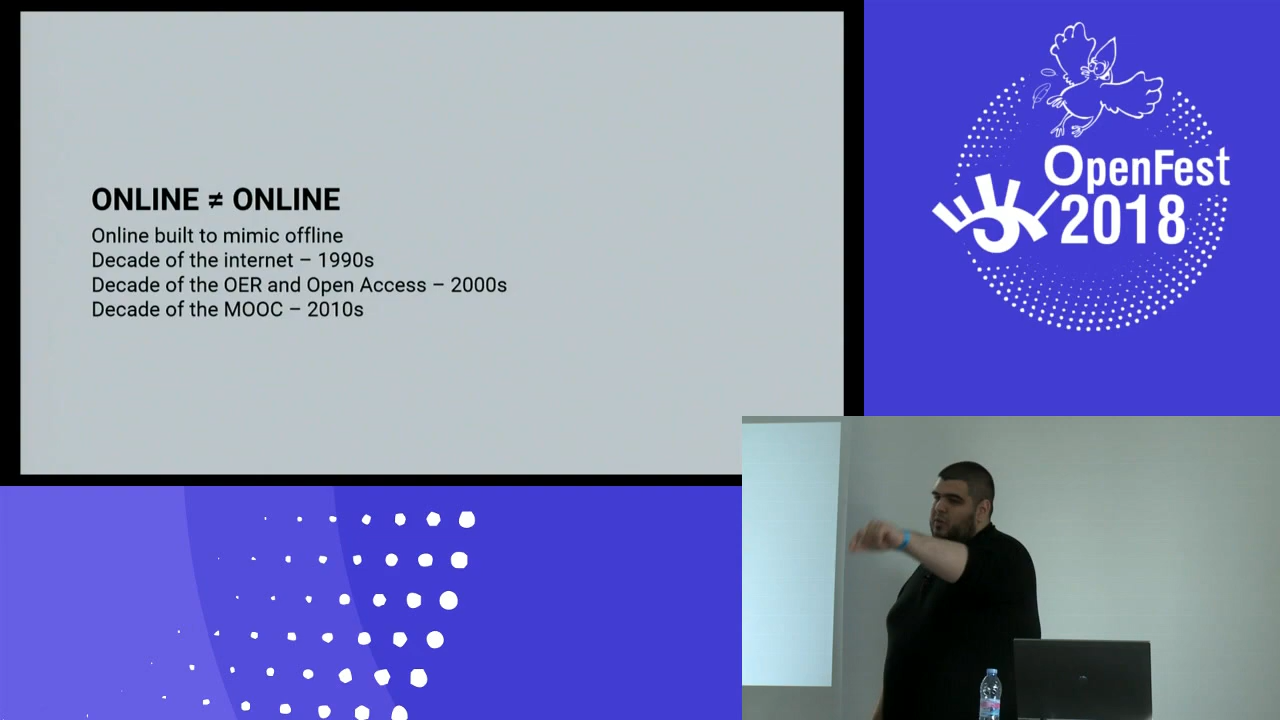 ONLINE ≠ ONLINE
Online built to mimic offline
Decade of the internet – 1990s
Decade of the OER and Open Access – 2000s
Decade of the MOOC – 2010s
OpenFest
2018